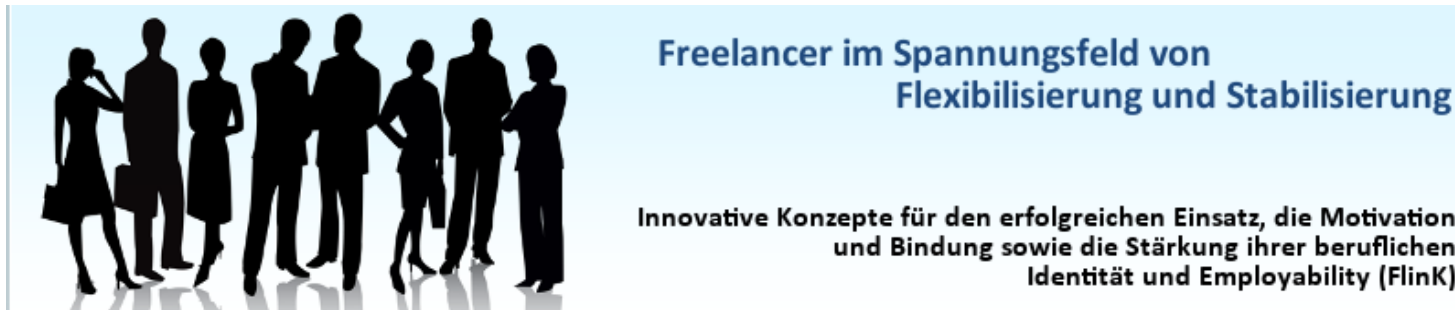 Freelancer im Spannungsfeld von
Flexibilisierung und Stabilisierung
Innovative Konzepte für den erfolgreichen Einsatz, die Motivation
und Bindung sowie die Stärkung ihrer beruflichen
Identität und Employability (FlinK)